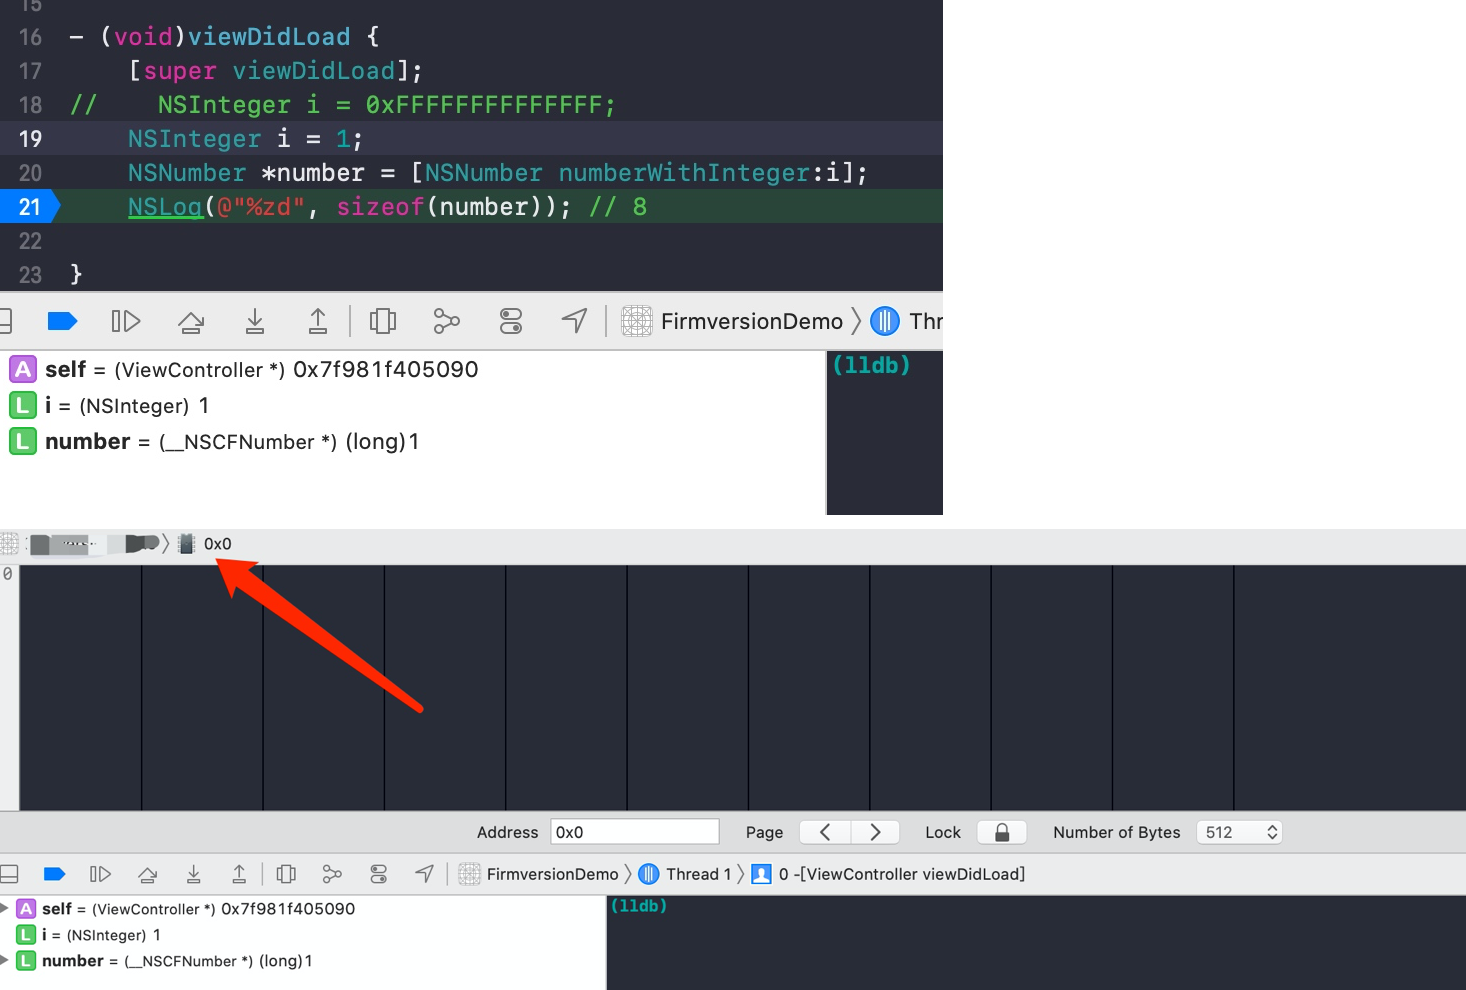 15
16 - (void)viewDidLoad {
17 [super viewDidLoad];
18 // NSInteger i = 0xFFFFFFFFFFFFFF;
19 NSInteger i = 1;
20 NSNumber *number = [NSNumber numberWithInteger:i];
21 NSLog(@"%zd", sizeof(number)); // 8
22
23 }
FirmversionDemo Thr
A self = (ViewController *) 0x7f981f405090
(lldb)
L i = (NSInteger) 1
L number = (__NSCFNumber *) (long)1
0x0
0
Address 0x0 Page Lock Number of Bytes 512
FirmversionDemo Thread 1 0 -[ViewController viewDidLoad]
A self = (ViewController *) 0x7f981f405090
(lldb)
L i = (NSInteger) 1
L number = (__NSCFNumber *) (long)1